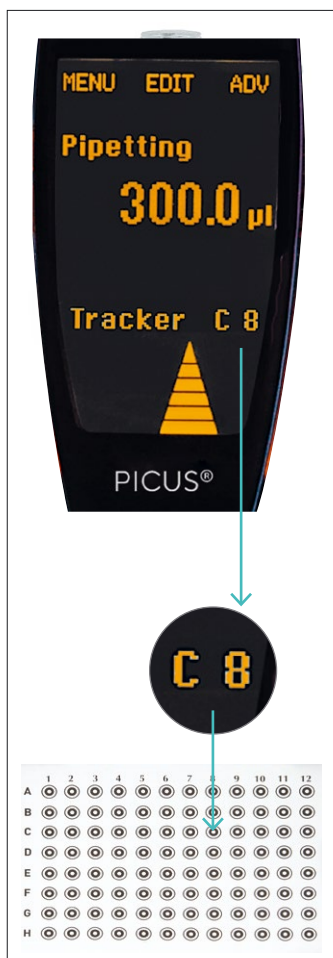 MENU EDIT ADV
Pipetting
300.0 µl
Tracker C 8
PICUS®
C 8
1 2 3 4 5 6 7 8 9 10 11 12
A
B
C
D
E
F
G
H